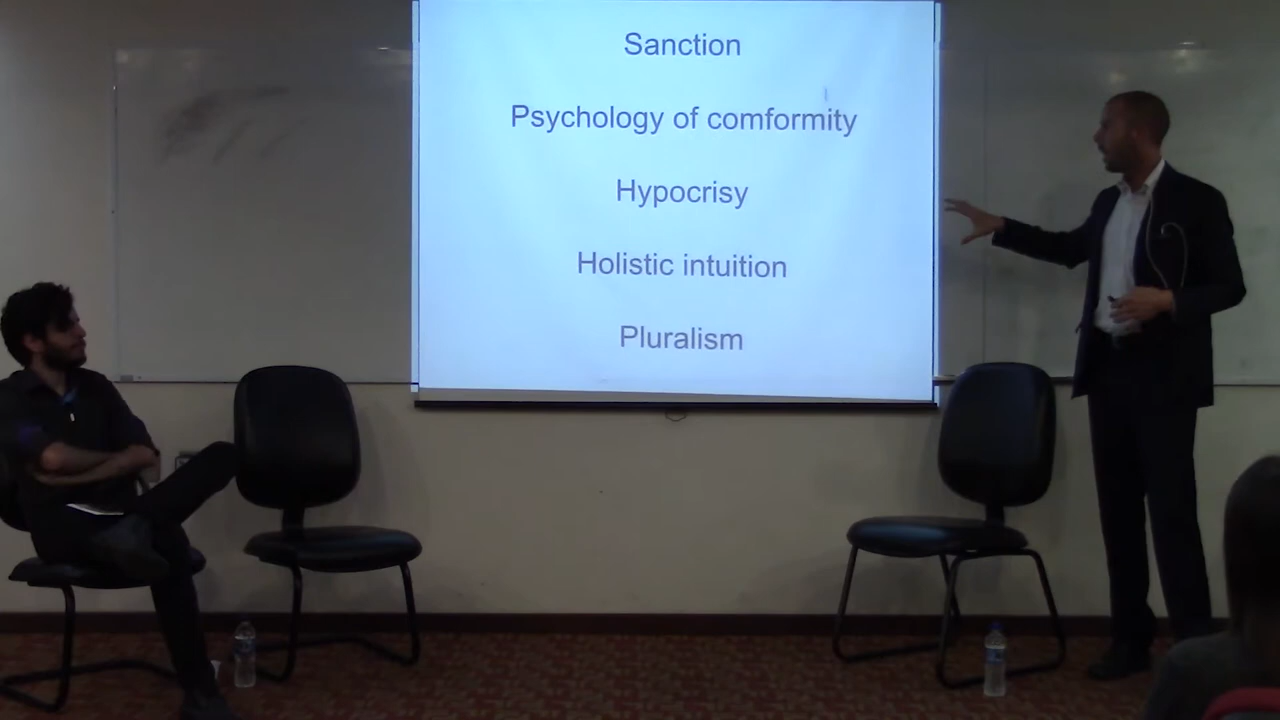 Sanction
Psychology of comformity
Hypocrisy
Holistic intuition
Pluralism